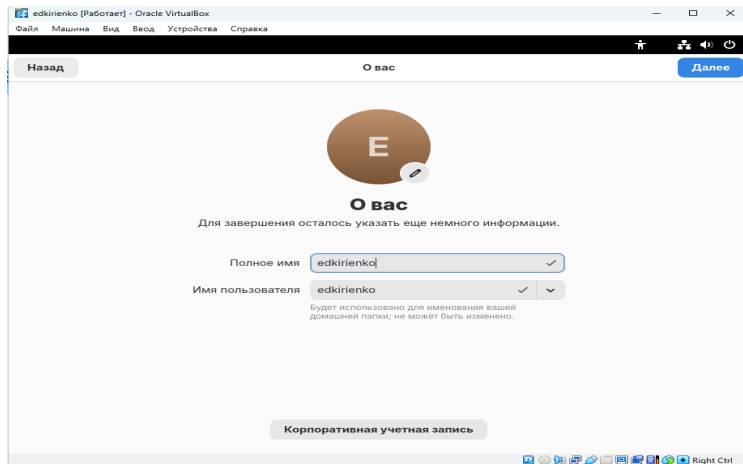 edkirienko [Работает] - Oracle VirtualBox
Файл Машина Вид Ввод Устройства Справка
Назад О вас Далее
E
О вас
Для завершения осталось указать еще немного информации.
Полное имя edkirienko
Имя пользователя edkirienko
Будет использовано для именования вашей
домашней папки; не может быть изменено.
Корпоративная учетная запись
Right Ctrl